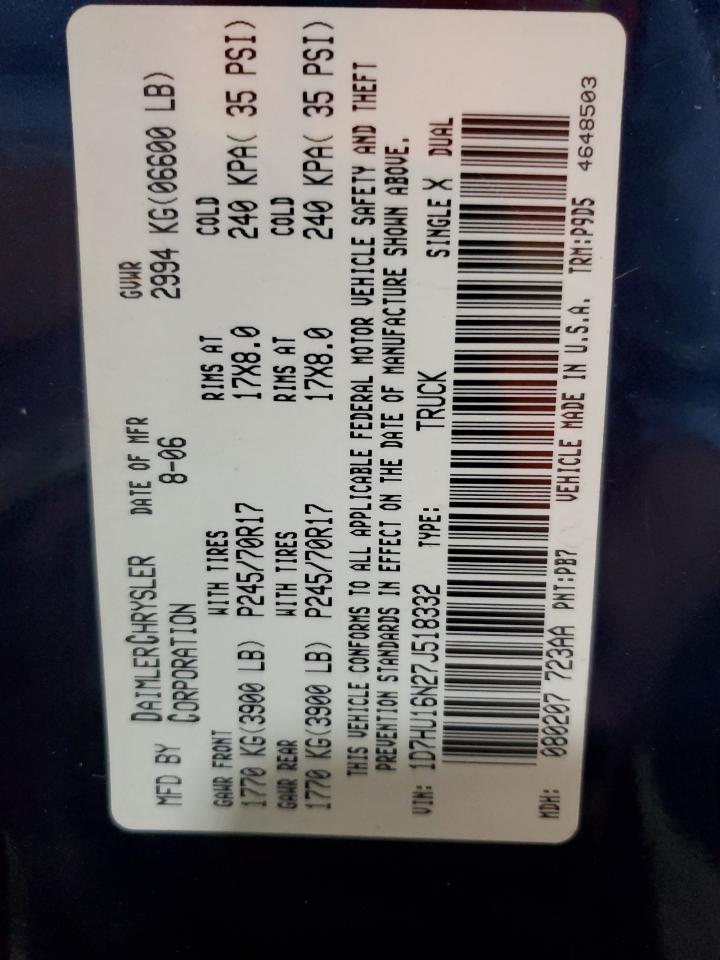 MFD BY DAIMLERCHRYSLER CORPORATION DATE OF MFR 8-06 GVWR 2994 KG(06600 LB)
GAWR FRONT WITH TIRES RIMS AT COLD
1770 KG(3900 LB) P245/70R17 17X8.0 240 KPA( 35 PSI)
GAWR REAR WITH TIRES RIMS AT COLD
1770 KG(3900 LB) P245/70R17 17X8.0 240 KPA( 35 PSI)
THIS VEHICLE CONFORMS TO ALL APPLICABLE FEDERAL MOTOR VEHICLE SAFETY AND THEFT
PREVENTION STANDARDS IN EFFECT ON THE DATE OF MANUFACTURE SHOWN ABOVE.
VIN: 1D7HU16N27J518332 TYPE: TRUCK SINGLE X DUAL
MDH: 080207 723AA PNT:PB7 VEHICLE MADE IN U.S.A. TRM:P9D5 4648503